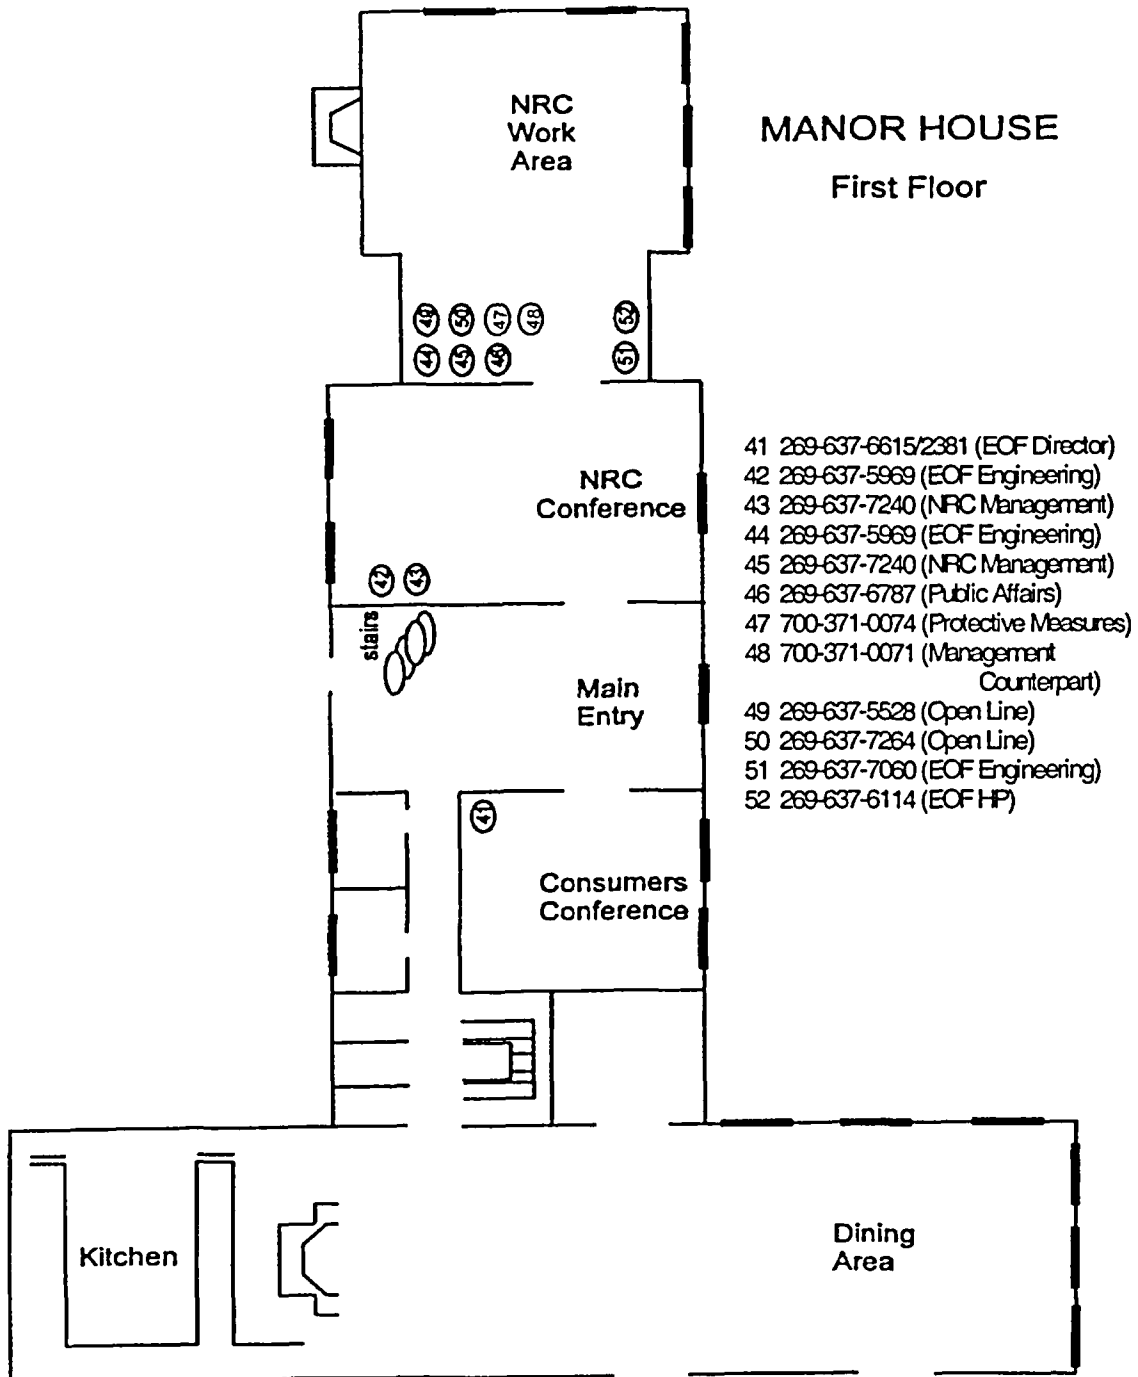 NRC
Work
Area
MANOR HOUSE
First Floor
49 50 47 48 52
44 45 46 51
NRC
Conference
42 43
stairs
Main
Entry
41
Consumers
Conference
41 269-637-6615/2381 (EOF Director)
42 269-637-5969 (EOF Engineering)
43 269-637-7240 (NRC Management)
44 269-637-5969 (EOF Engineering)
45 269-637-7240 (NRC Management)
46 269-637-6787 (Public Affairs)
47 700-371-0074 (Protective Measures)
48 700-371-0071 (Management
Counterpart)
49 269-637-5528 (Open Line)
50 269-637-7264 (Open Line)
51 269-637-7060 (EOF Engineering)
52 269-637-6114 (EOF HP)
Kitchen
Dining
Area